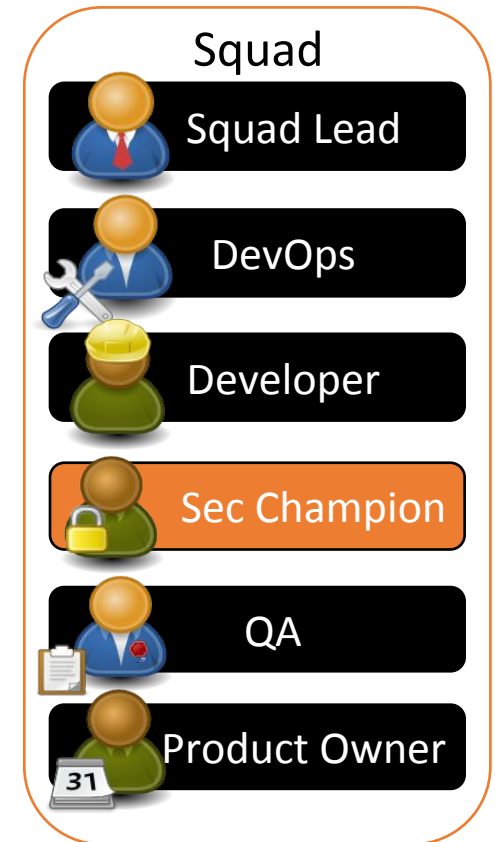 Squad
Squad Lead
DevOps
Developer
Sec Champion
QA
Product Owner
31